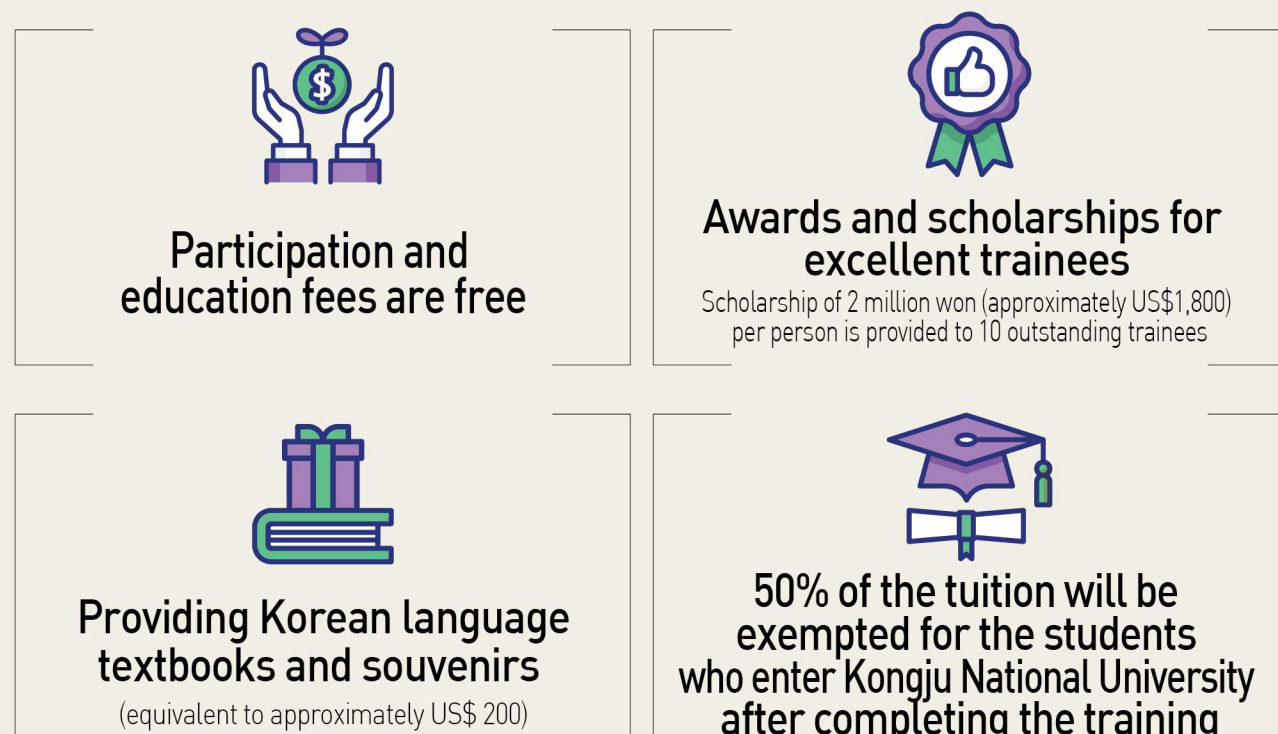 $
Participation and
education fees are free
Awards and scholarships for
excellent trainees
Scholarship of 2 million won (approximately US$1,800)
per person is provided to 10 outstanding trainees
Providing Korean language
textbooks and souvenirs
(equivalent to approximately US$ 200)
50% of the tuition will be
exempted for the students
who enter Kongju National University
after completing the training